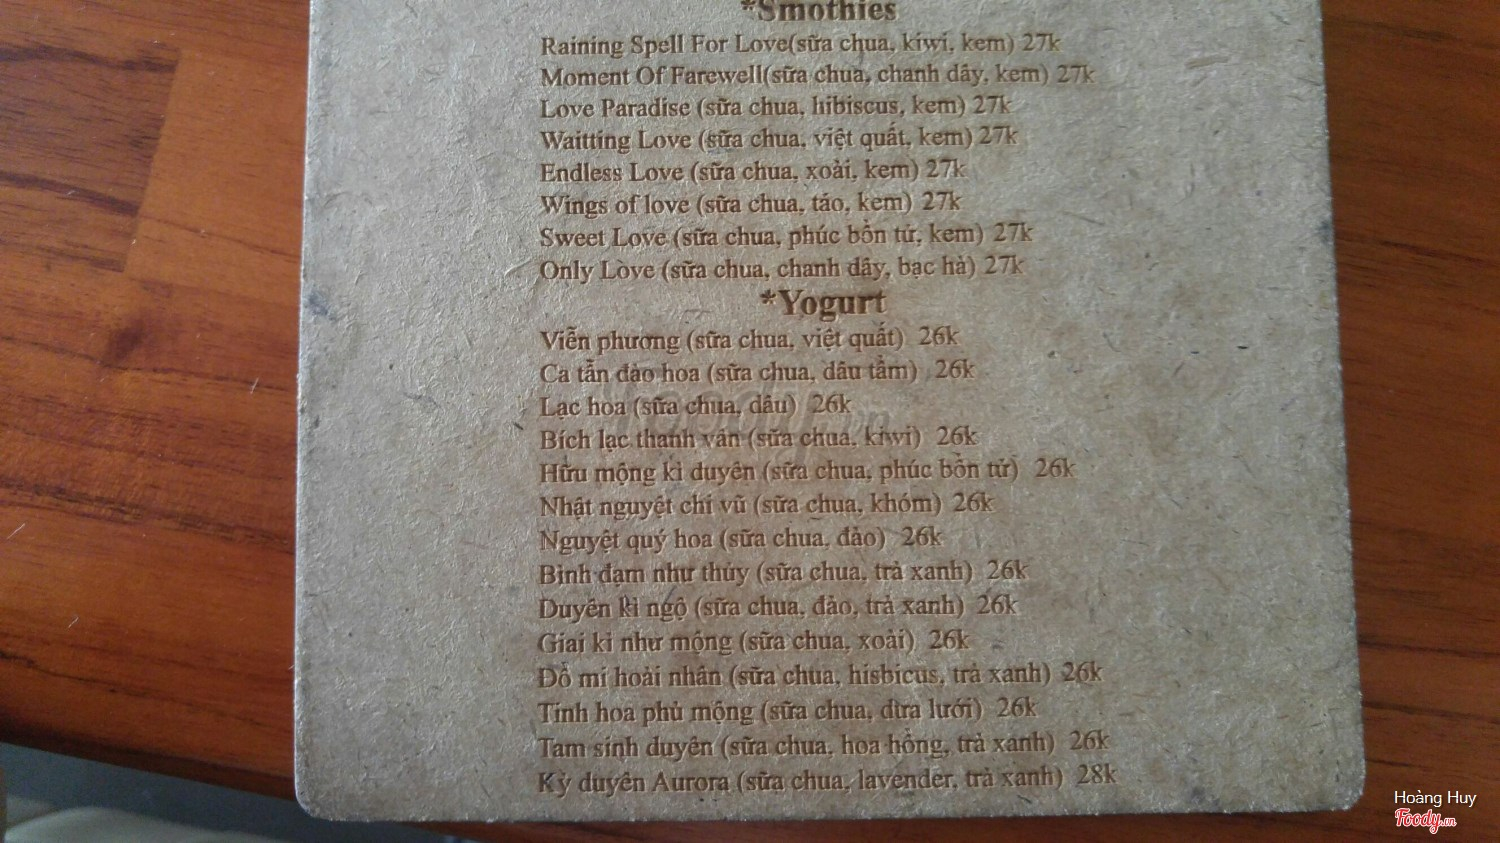 *Smothies
Raining Spell For Love(sữa chua, kiwi, kem) 27k
Moment Of Farewell(sữa chua, chanh dây, kem) 27k
Love Paradise (sữa chua, hibiscus, kem) 27k
Waitting Love (sữa chua, việt quất, kem) 27k
Endless Love (sữa chua, xoài, kem) 27k
Wings of love (sữa chua, táo, kem) 27k
Sweet Love (sữa chua, phúc bồn tử, kem) 27k
Only Love (sữa chua, chanh dây, bạc hà) 27k
*Yogurt
Viễn phương (sữa chua, việt quất) 26k
Ca tẫn đào hoa (sữa chua, dâu tằm) 26k
Lạc hoa (sữa chua, dâu) 26k
Bích lạc thanh vân (sữa chua, kiwi) 26k
Hữu mộng kì duyên (sữa chua, phúc bồn tử) 26k
Nhật nguyệt chi vũ (sữa chua, khóm) 26k
Nguyệt quý hoa (sữa chua, đào) 26k
Bình đạm như thủy (sữa chua, trà xanh) 26k
Duyên kì ngộ (sữa chua, đào, trà xanh) 26k
Giai kì như mộng (sữa chua, xoài) 26k
Đồ mi hoài nhân (sữa chua, hisbicus, trà xanh) 26k
Tinh hoa phù mộng (sữa chua, dưa lưới) 26k
Tam sinh duyên (sữa chua, hoa hồng, trà xanh) 26k
Kỳ duyên Aurora (sữa chua, lavender, trà xanh) 28k
Foody.vn
Hoàng Huy
Foody.vn